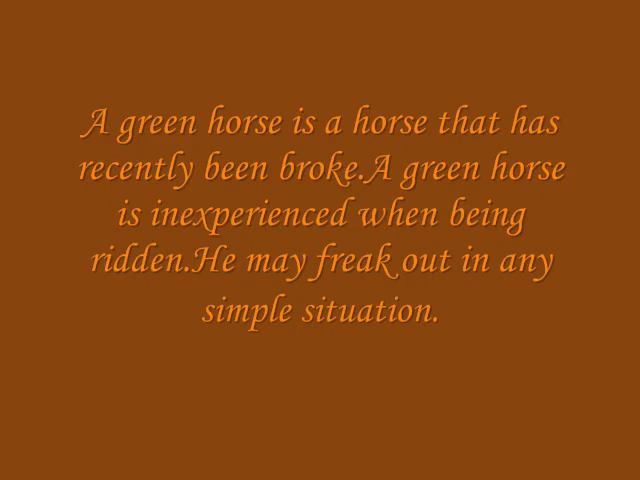 A green horse is a horse that has
recently been broke.A green horse
is inexperienced when being
ridden.He may freak out in any
simple situation.